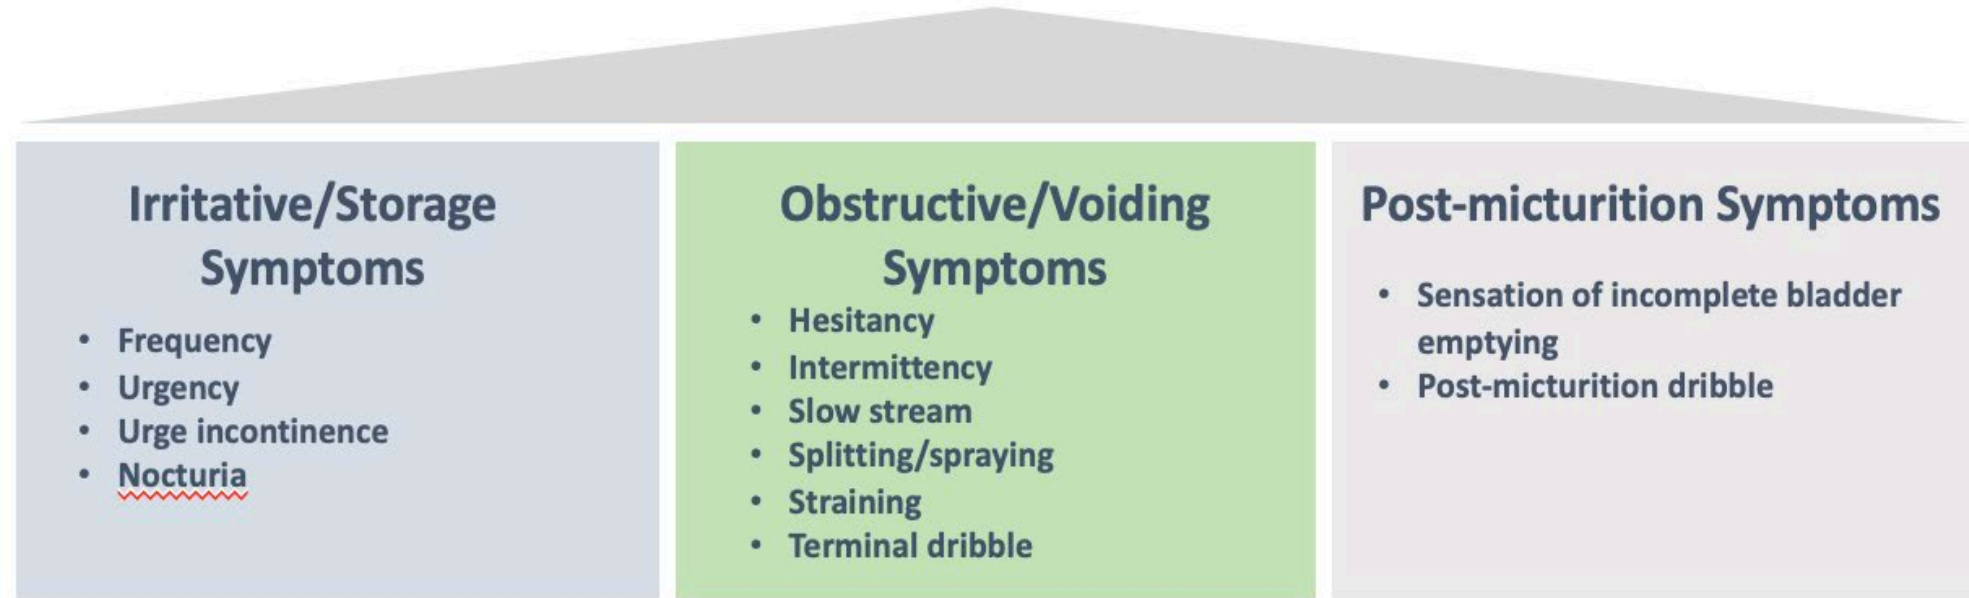 Irritative/Storage
Symptoms
• Frequency
• Urgency
• Urge incontinence
• Nocturia
Obstructive/Voiding
Symptoms
• Hesitancy
• Intermittency
• Slow stream
• Splitting/spraying
• Straining
• Terminal dribble
Post-micturition Symptoms
• Sensation of incomplete bladder
emptying
• Post-micturition dribble